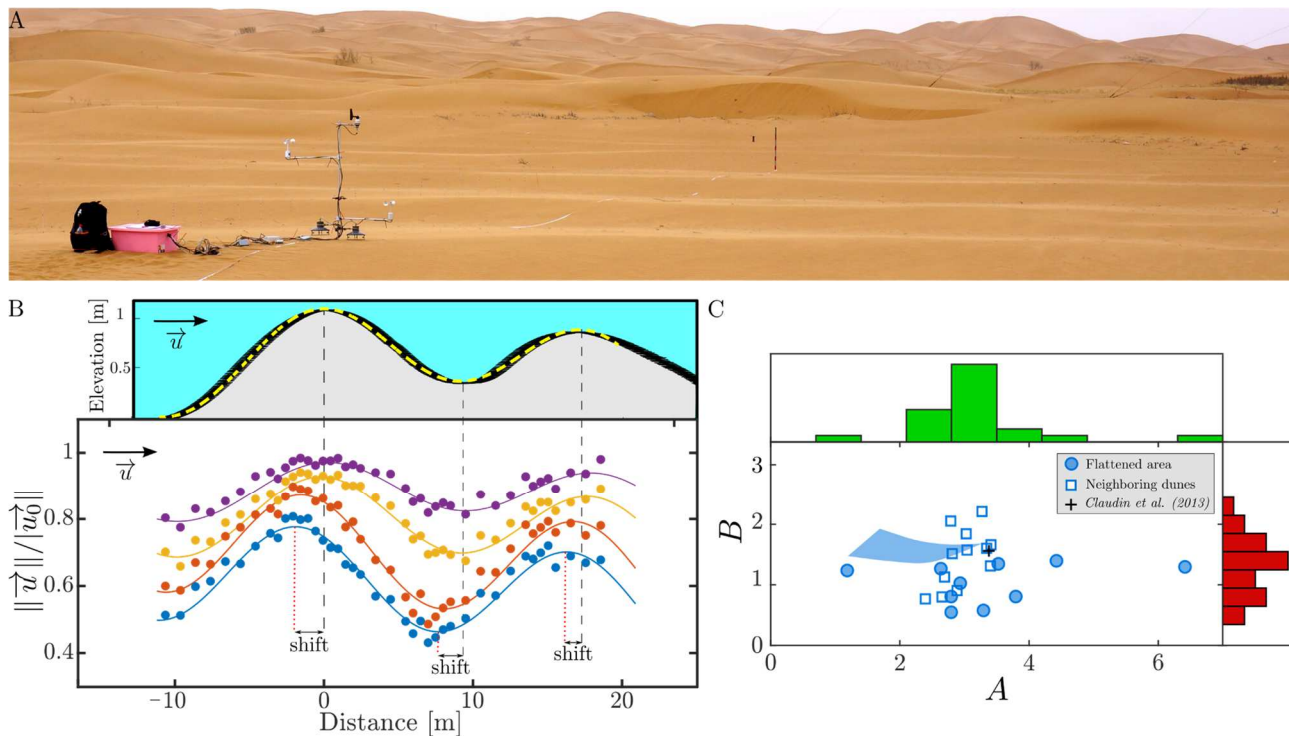 A
B
Elevation [m]
1
0.5
u
||u||/||u0||
1
0.8
0.6
0.4
u
shift
shift
shift
−10
0
10
20
Distance [m]
C
B
3
2
1
0
Flattened area
Neighboring dunes
Claudin et al. (2013)
0
2
4
6
A